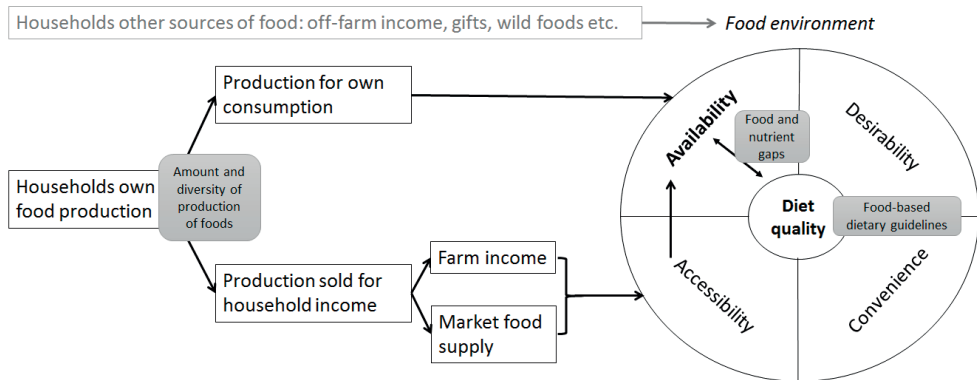 Households other sources of food: off-farm income, gifts, wild foods etc.
Food environment
Production for own
consumption
Households own
food production
Amount and
diversity of
production
of foods
Production sold for
household income
Farm income
Market food
supply
Availability
Food and
nutrient
gaps
Desirability
Diet
quality
Food-based
dietary guidelines
Accessibility
Convenience